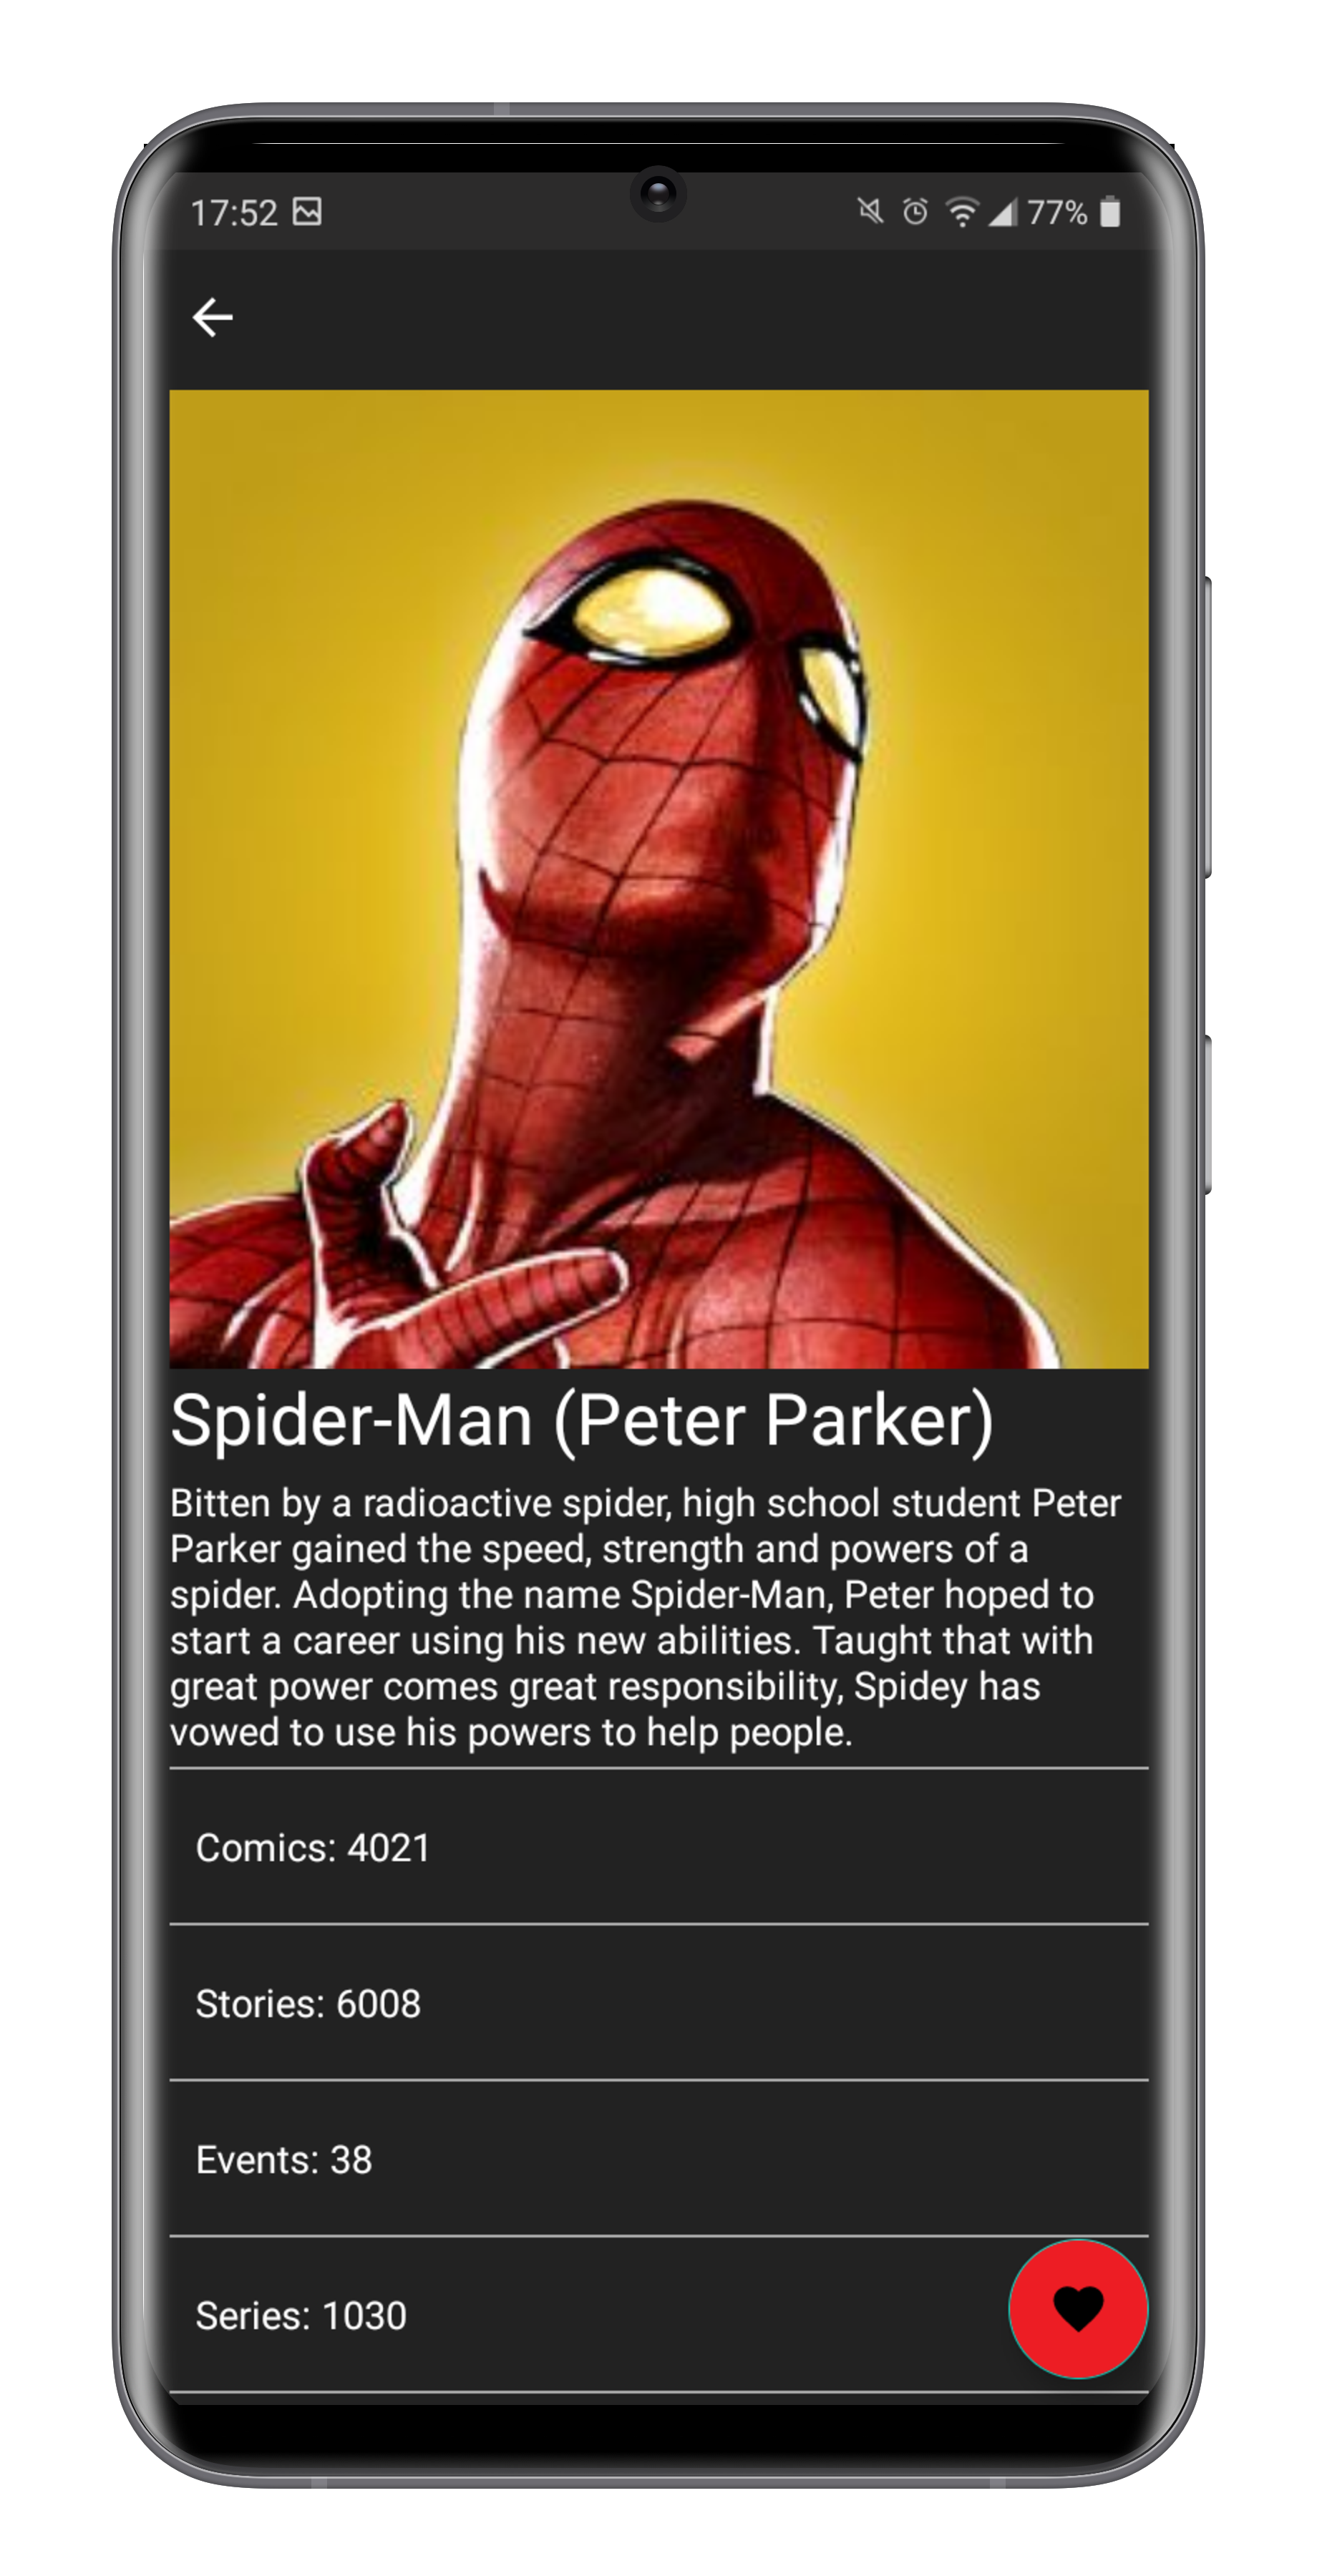 17:52
77%
Spider-Man (Peter Parker)
Bitten by a radioactive spider, high school student Peter
Parker gained the speed, strength and powers of a
spider. Adopting the name Spider-Man, Peter hoped to
start a career using his new abilities. Taught that with
great power comes great responsibility, Spidey has
vowed to use his powers to help people.
Comics: 4021
Stories: 6008
Events: 38
Series: 1030